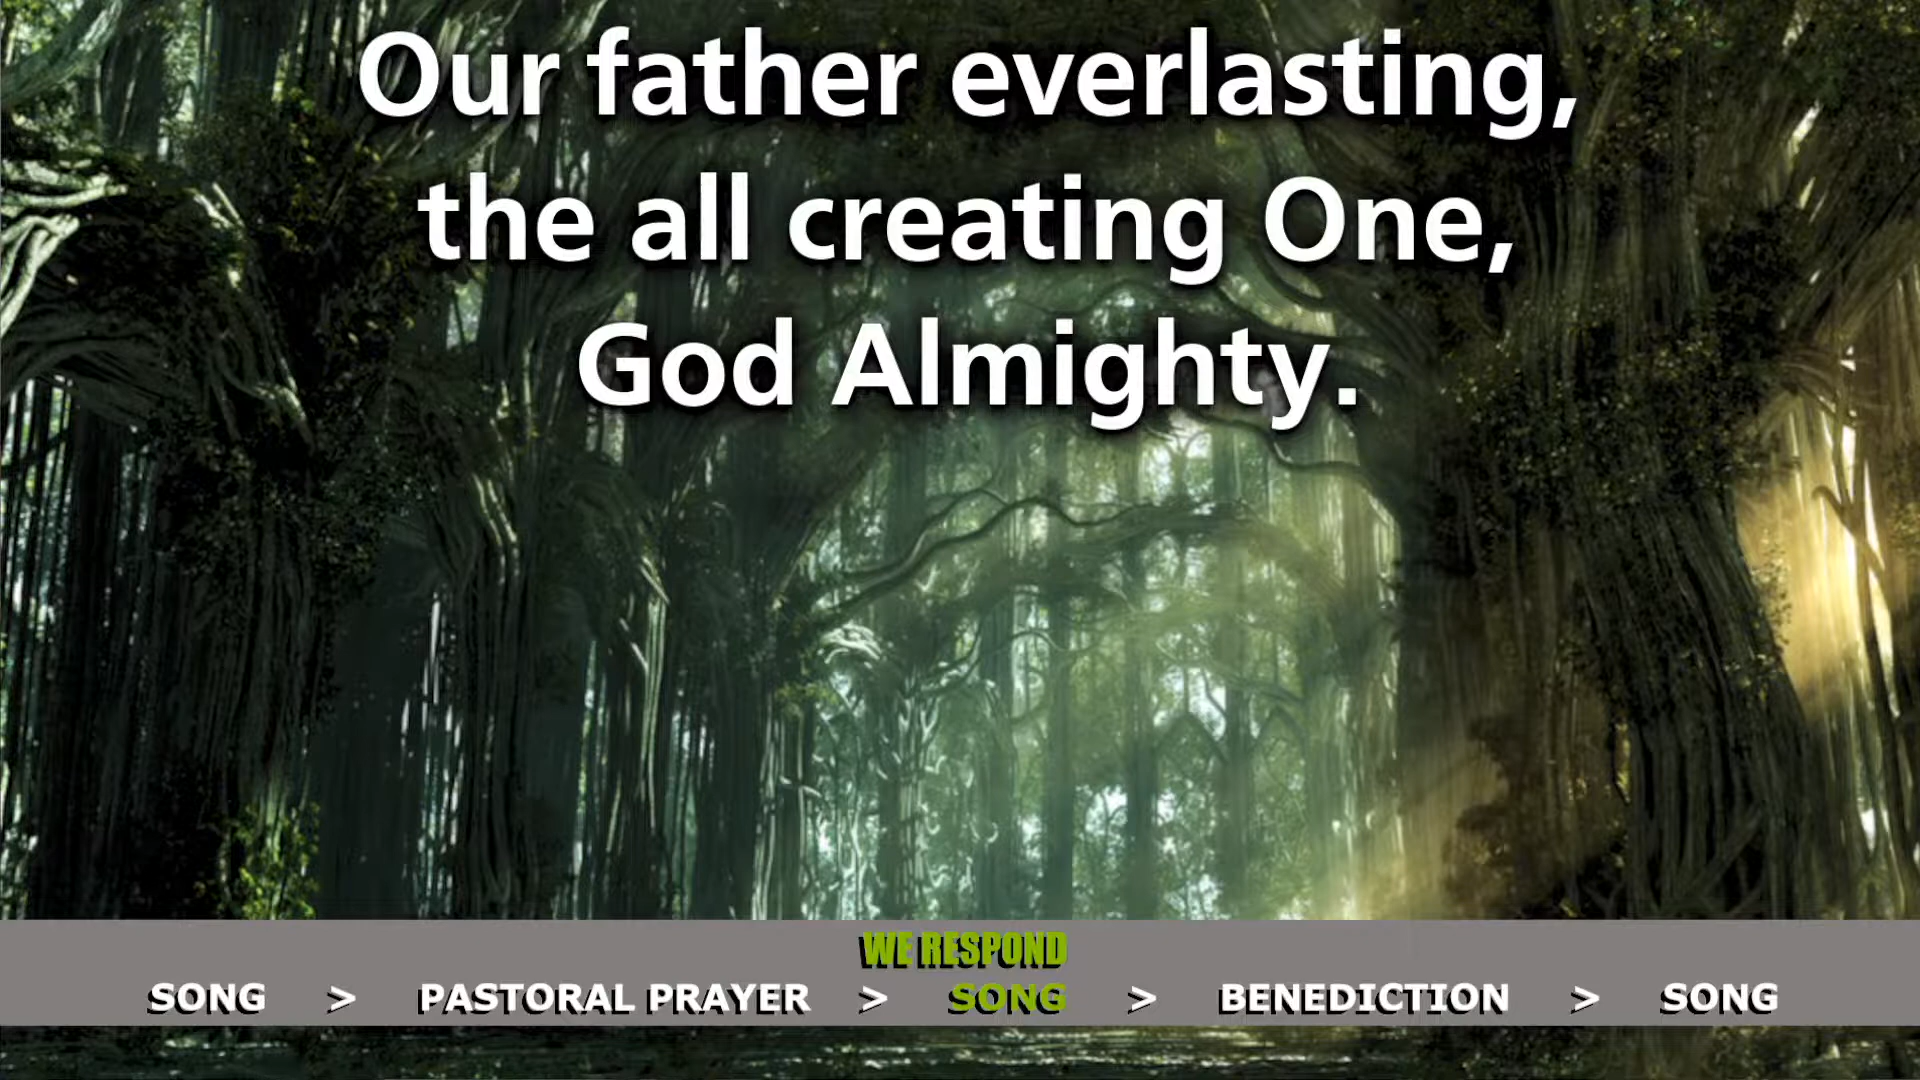 Our father everlasting,
the all creating One,
God Almighty.
WE RESPOND
SONG > PASTORAL PRAYER > SONG > BENEDICTION > SONG